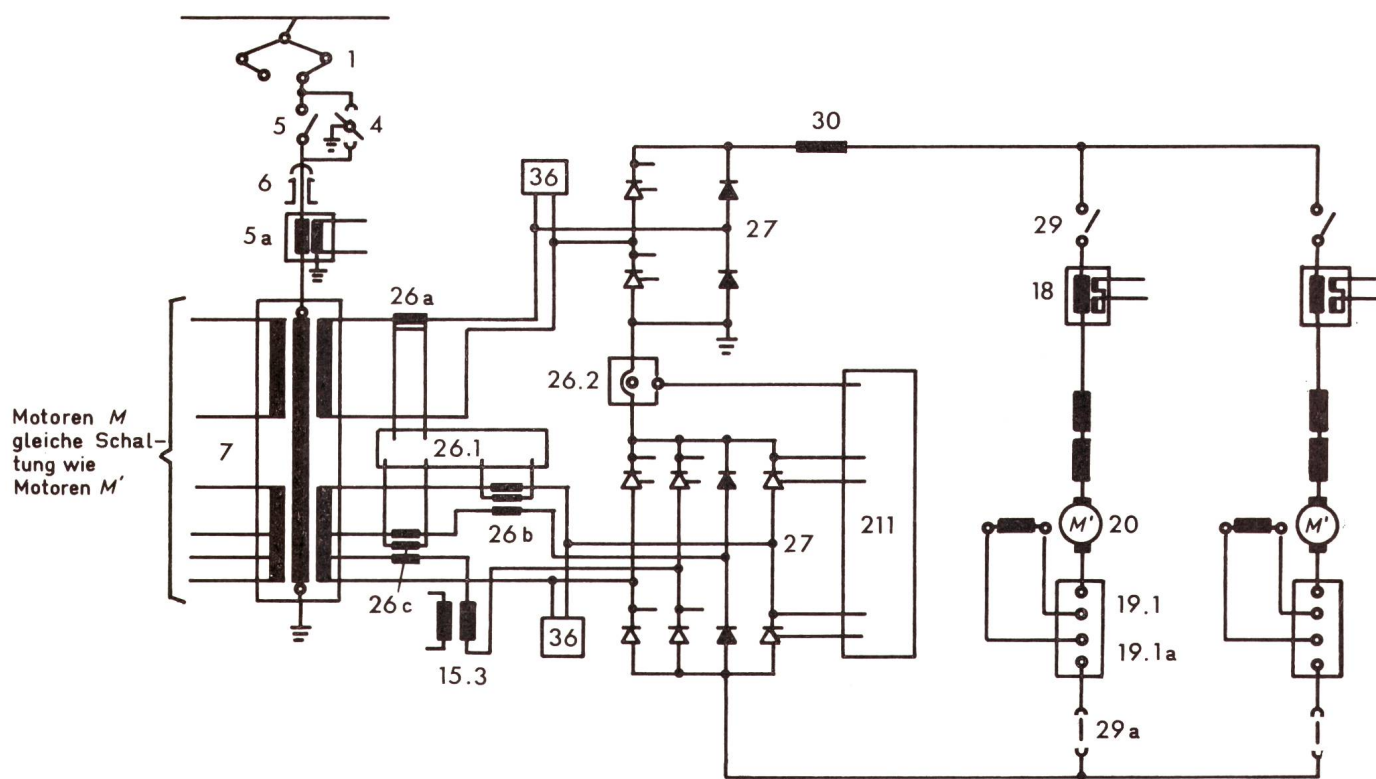 1
5
4
6
5a
36
30
27
29
18
26a
26.2
Motoren M
gleiche Schal-
tung wie
Motoren M'
7
26.1
26b
27
211
M'
20
M'
26c
36
15.3
19.1
19.1a
29a